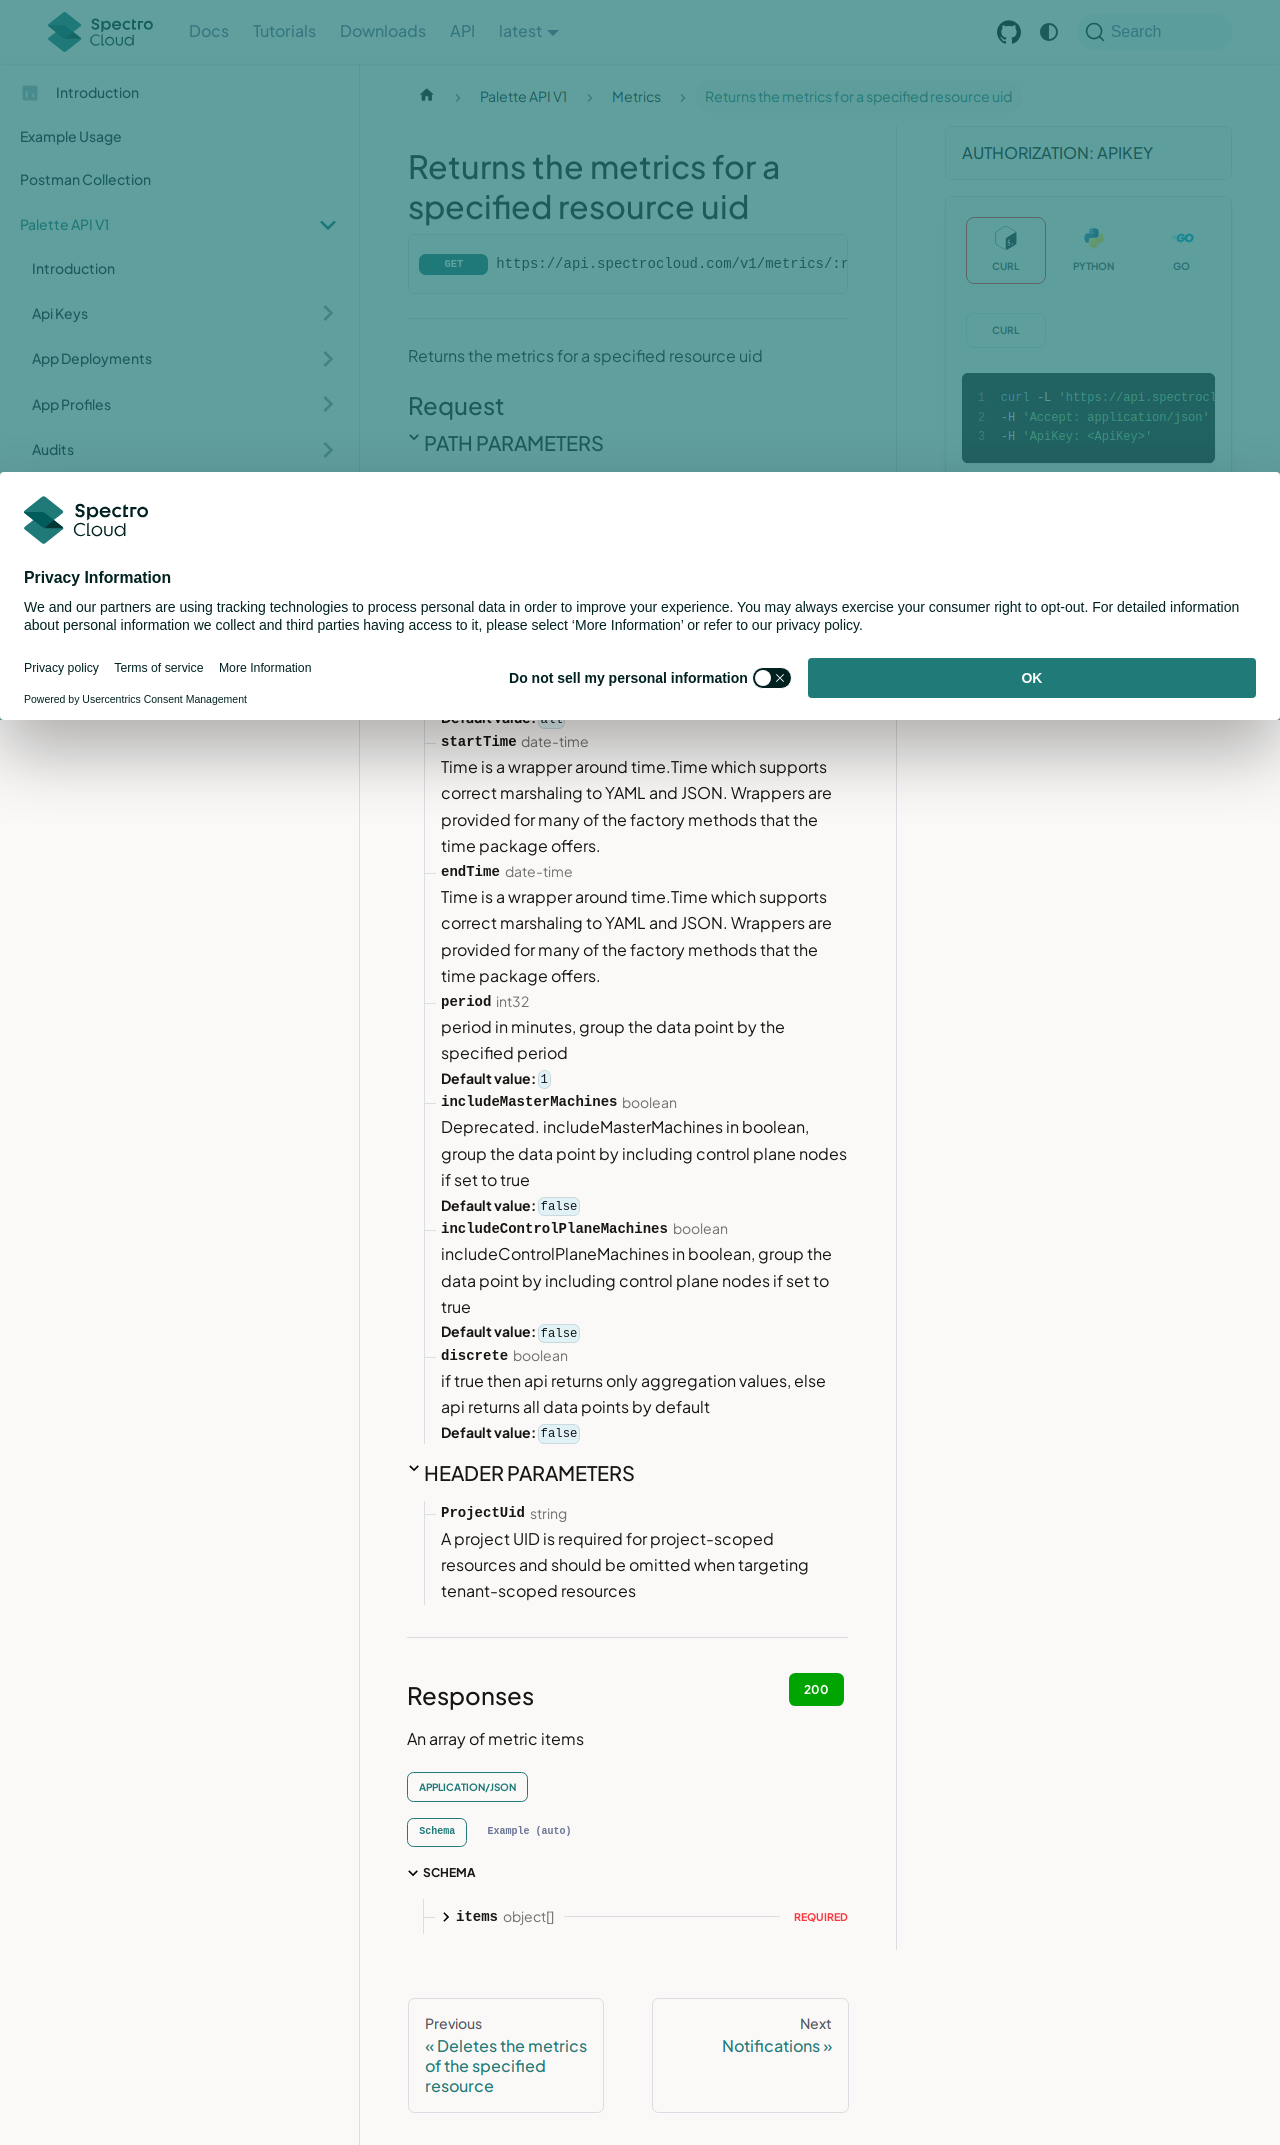 Spectro Cloud
Docs
Tutorials
Downloads
API
latest
Search
Introduction
Example Usage
Postman Collection
Palette API V1
Introduction
Api Keys
App Deployments
App Profiles
Audits
Palette API V1
Metrics
Returns the metrics for a specified resource uid
Returns the metrics for a
specified resource uid
GET
https://api.spectrocloud.com/v1/metrics/:r
Returns the metrics for a specified resource uid
Request
PATH PARAMETERS
AUTHORIZATION: APIKEY
CURL
PYTHON
GO
CURL
1 curl -L 'https://api.spectrocl
2 -H 'Accept: application/json'
3 -H 'ApiKey: <ApiKey>'
Spectro
Cloud
Privacy Information
We and our partners are using tracking technologies to process personal data in order to improve your experience. You may always exercise your consumer right to opt-out. For detailed information
about personal information we collect and third parties having access to it, please select ‘More Information’ or refer to our privacy policy.
Privacy policy
Terms of service
More Information
Powered by Usercentrics Consent Management
Do not sell my personal information
OK
Default value: all
startTime date-time
Time is a wrapper around time.Time which supports
correct marshaling to YAML and JSON. Wrappers are
provided for many of the factory methods that the
time package offers.
endTime date-time
Time is a wrapper around time.Time which supports
correct marshaling to YAML and JSON. Wrappers are
provided for many of the factory methods that the
time package offers.
period int32
period in minutes, group the data point by the
specified period
Default value: 1
includeMasterMachines boolean
Deprecated. includeMasterMachines in boolean,
group the data point by including control plane nodes
if set to true
Default value: false
includeControlPlaneMachines boolean
includeControlPlaneMachines in boolean, group the
data point by including control plane nodes if set to
true
Default value: false
discrete boolean
if true then api returns only aggregation values, else
api returns all data points by default
Default value: false
HEADER PARAMETERS
ProjectUid string
A project UID is required for project-scoped
resources and should be omitted when targeting
tenant-scoped resources
Responses
200
An array of metric items
APPLICATION/JSON
Schema
Example (auto)
SCHEMA
items object[]
REQUIRED
Previous
« Deletes the metrics
of the specified
resource
Next
Notifications »